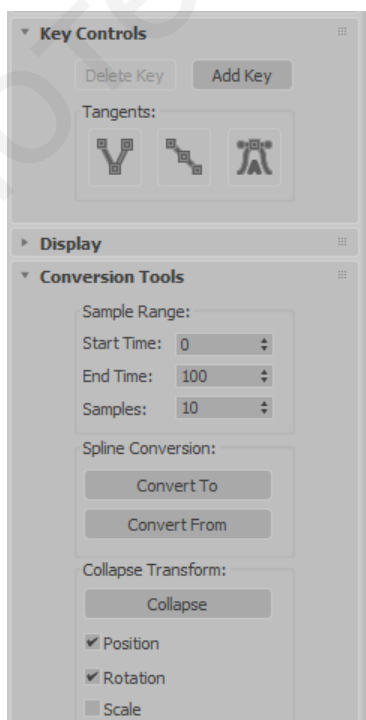 Key Controls
Delete Key Add Key
Tangents:
Display
Conversion Tools
Sample Range:
Start Time: 0
End Time: 100
Samples: 10
Spline Conversion:
Convert To
Convert From
Collapse Transform:
Collapse
Position
Rotation
Scale